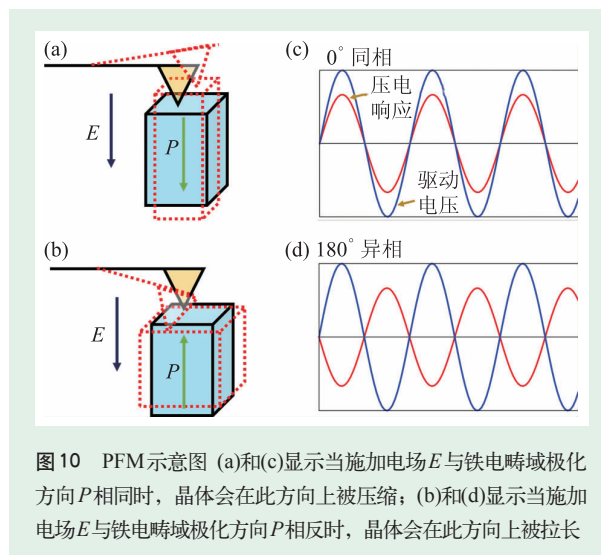 (a)
E
P
(b)
E
P
(c)
0° 同相
压电
响应
驱动
电压
(d) 180° 异相
图10 PFM示意图 (a)和(c)显示当施加电场E与铁电畴域极化
方向P相同时，晶体会在此方向上被压缩；(b)和(d)显示当施加
电场E与铁电畴域极化方向P相反时，晶体会在此方向上被拉长